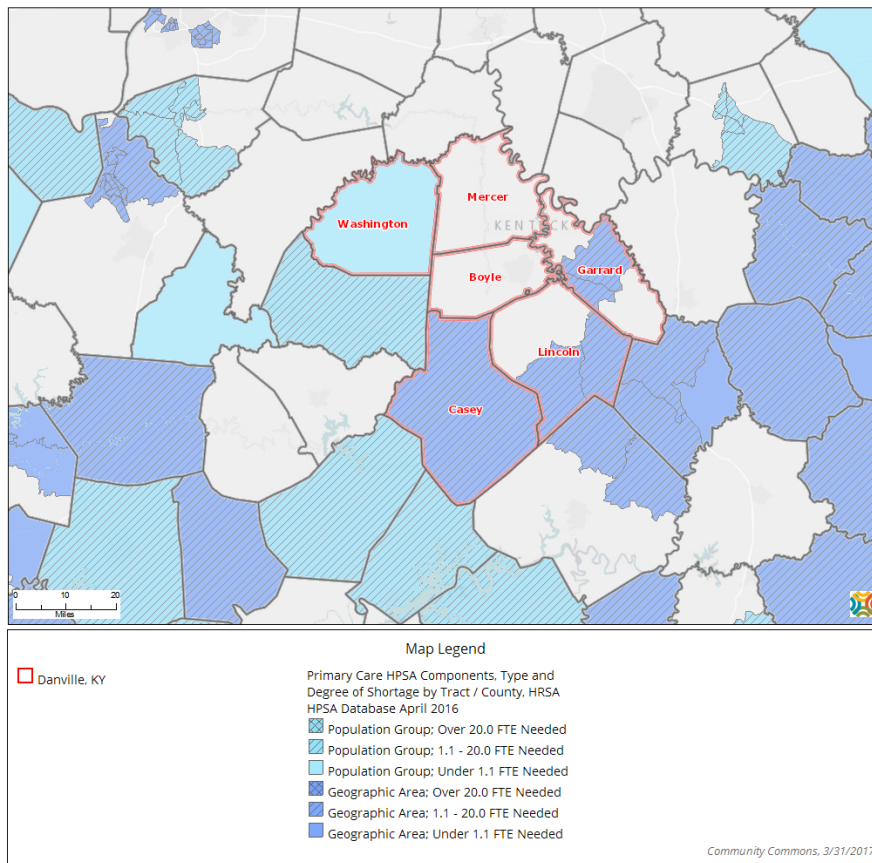 Mercer
Washington
KENTUCK
Garrard
Boyle
Lincoln
Casey
0 10 20
Miles
Map Legend
Danville, KY
Primary Care HPSA Components, Type and
Degree of Shortage by Tract / County, HRSA
HPSA Database April 2016
Population Group; Over 20.0 FTE Needed
Population Group; 1.1 - 20.0 FTE Needed
Population Group; Under 1.1 FTE Needed
Geographic Area; Over 20.0 FTE Needed
Geographic Area; 1.1 - 20.0 FTE Needed
Geographic Area; Under 1.1 FTE Needed
Community Commons, 3/31/2017